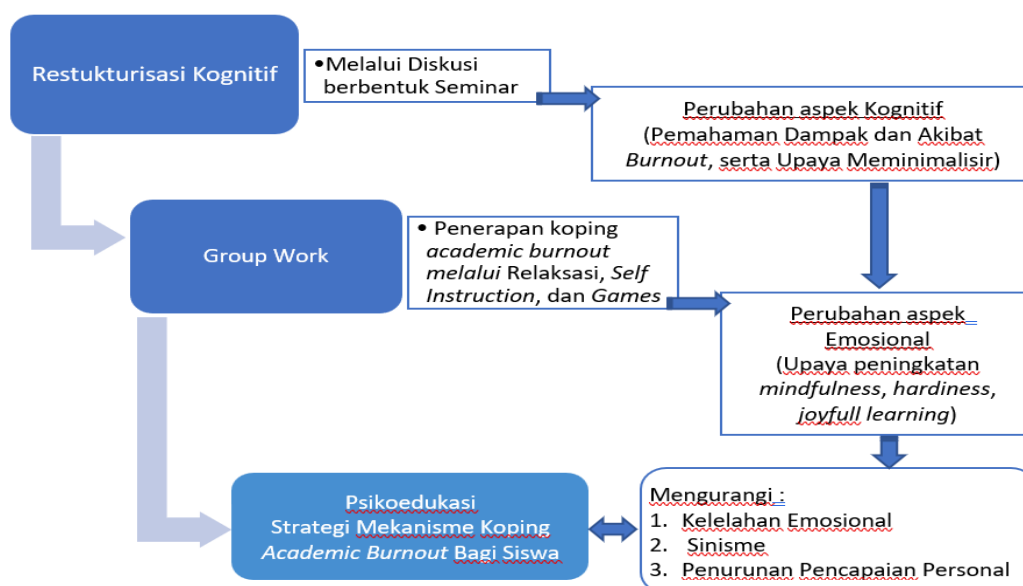 Restukturisasi Kognitif
•Melalui Diskusi
berbentuk Seminar
Perubahan aspek Kognitif
(Pemahaman Dampak dan Akibat
Burnout, serta Upaya Meminimalisir)
Group Work
• Penerapan koping
academic burnout
melalui Relaksasi, Self
Instruction, dan Games
Perubahan aspek
Emosional
(Upaya peningkatan
mindfulness, hardiness,
joyfull learning)
Psikoedukasi
Strategi Mekanisme Koping
Academic Burnout Bagi Siswa
Mengurangi :
1. Kelelahan Emosional
2. Sinisme
3. Penurunan Pencapaian Personal